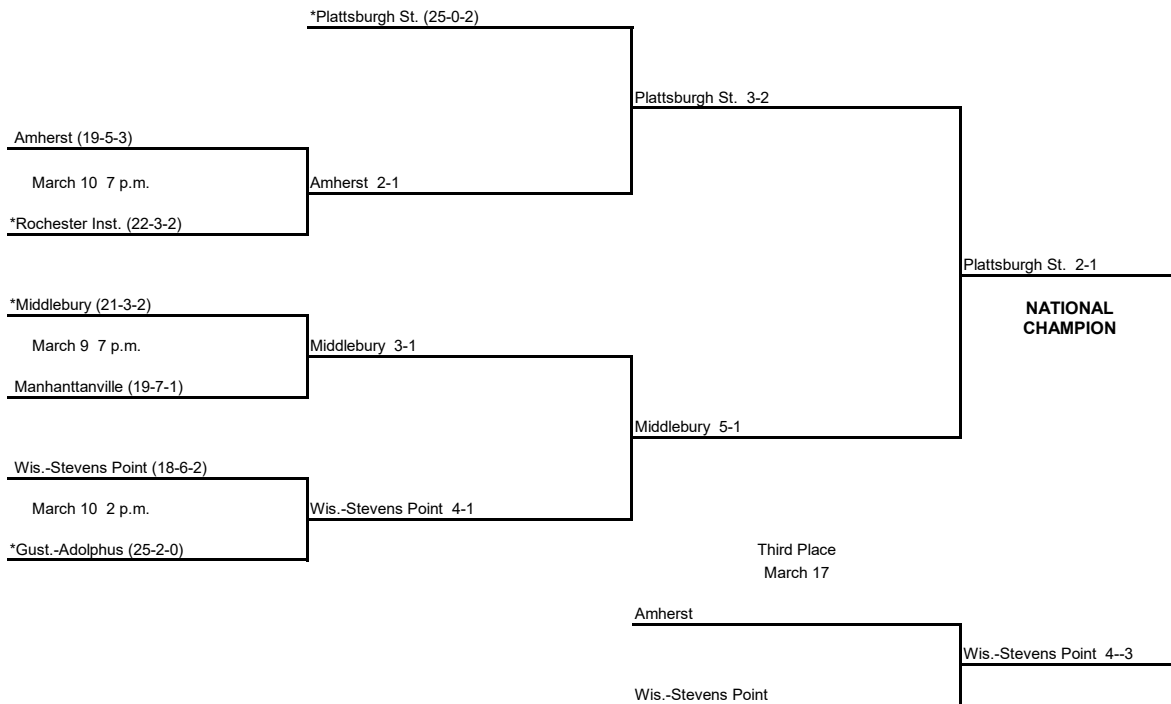 *Plattsburgh St. (25-0-2)
Plattsburgh St.  3-2
Amherst (19-5-3)
March 10  7 p.m.
Amherst  2-1
*Rochester Inst. (22-3-2)
Plattsburgh St.  2-1
NATIONAL
CHAMPION
*Middlebury (21-3-2)
March 9  7 p.m.
Middlebury  3-1
Manhanttanville (19-7-1)
Middlebury  5-1
Wis.-Stevens Point (18-6-2)
March 10  2 p.m.
Wis.-Stevens Point  4-1
*Gust.-Adolphus (25-2-0)
Third Place
March 17
Amherst
Wis.-Stevens Point  4--3
Wis.-Stevens Point